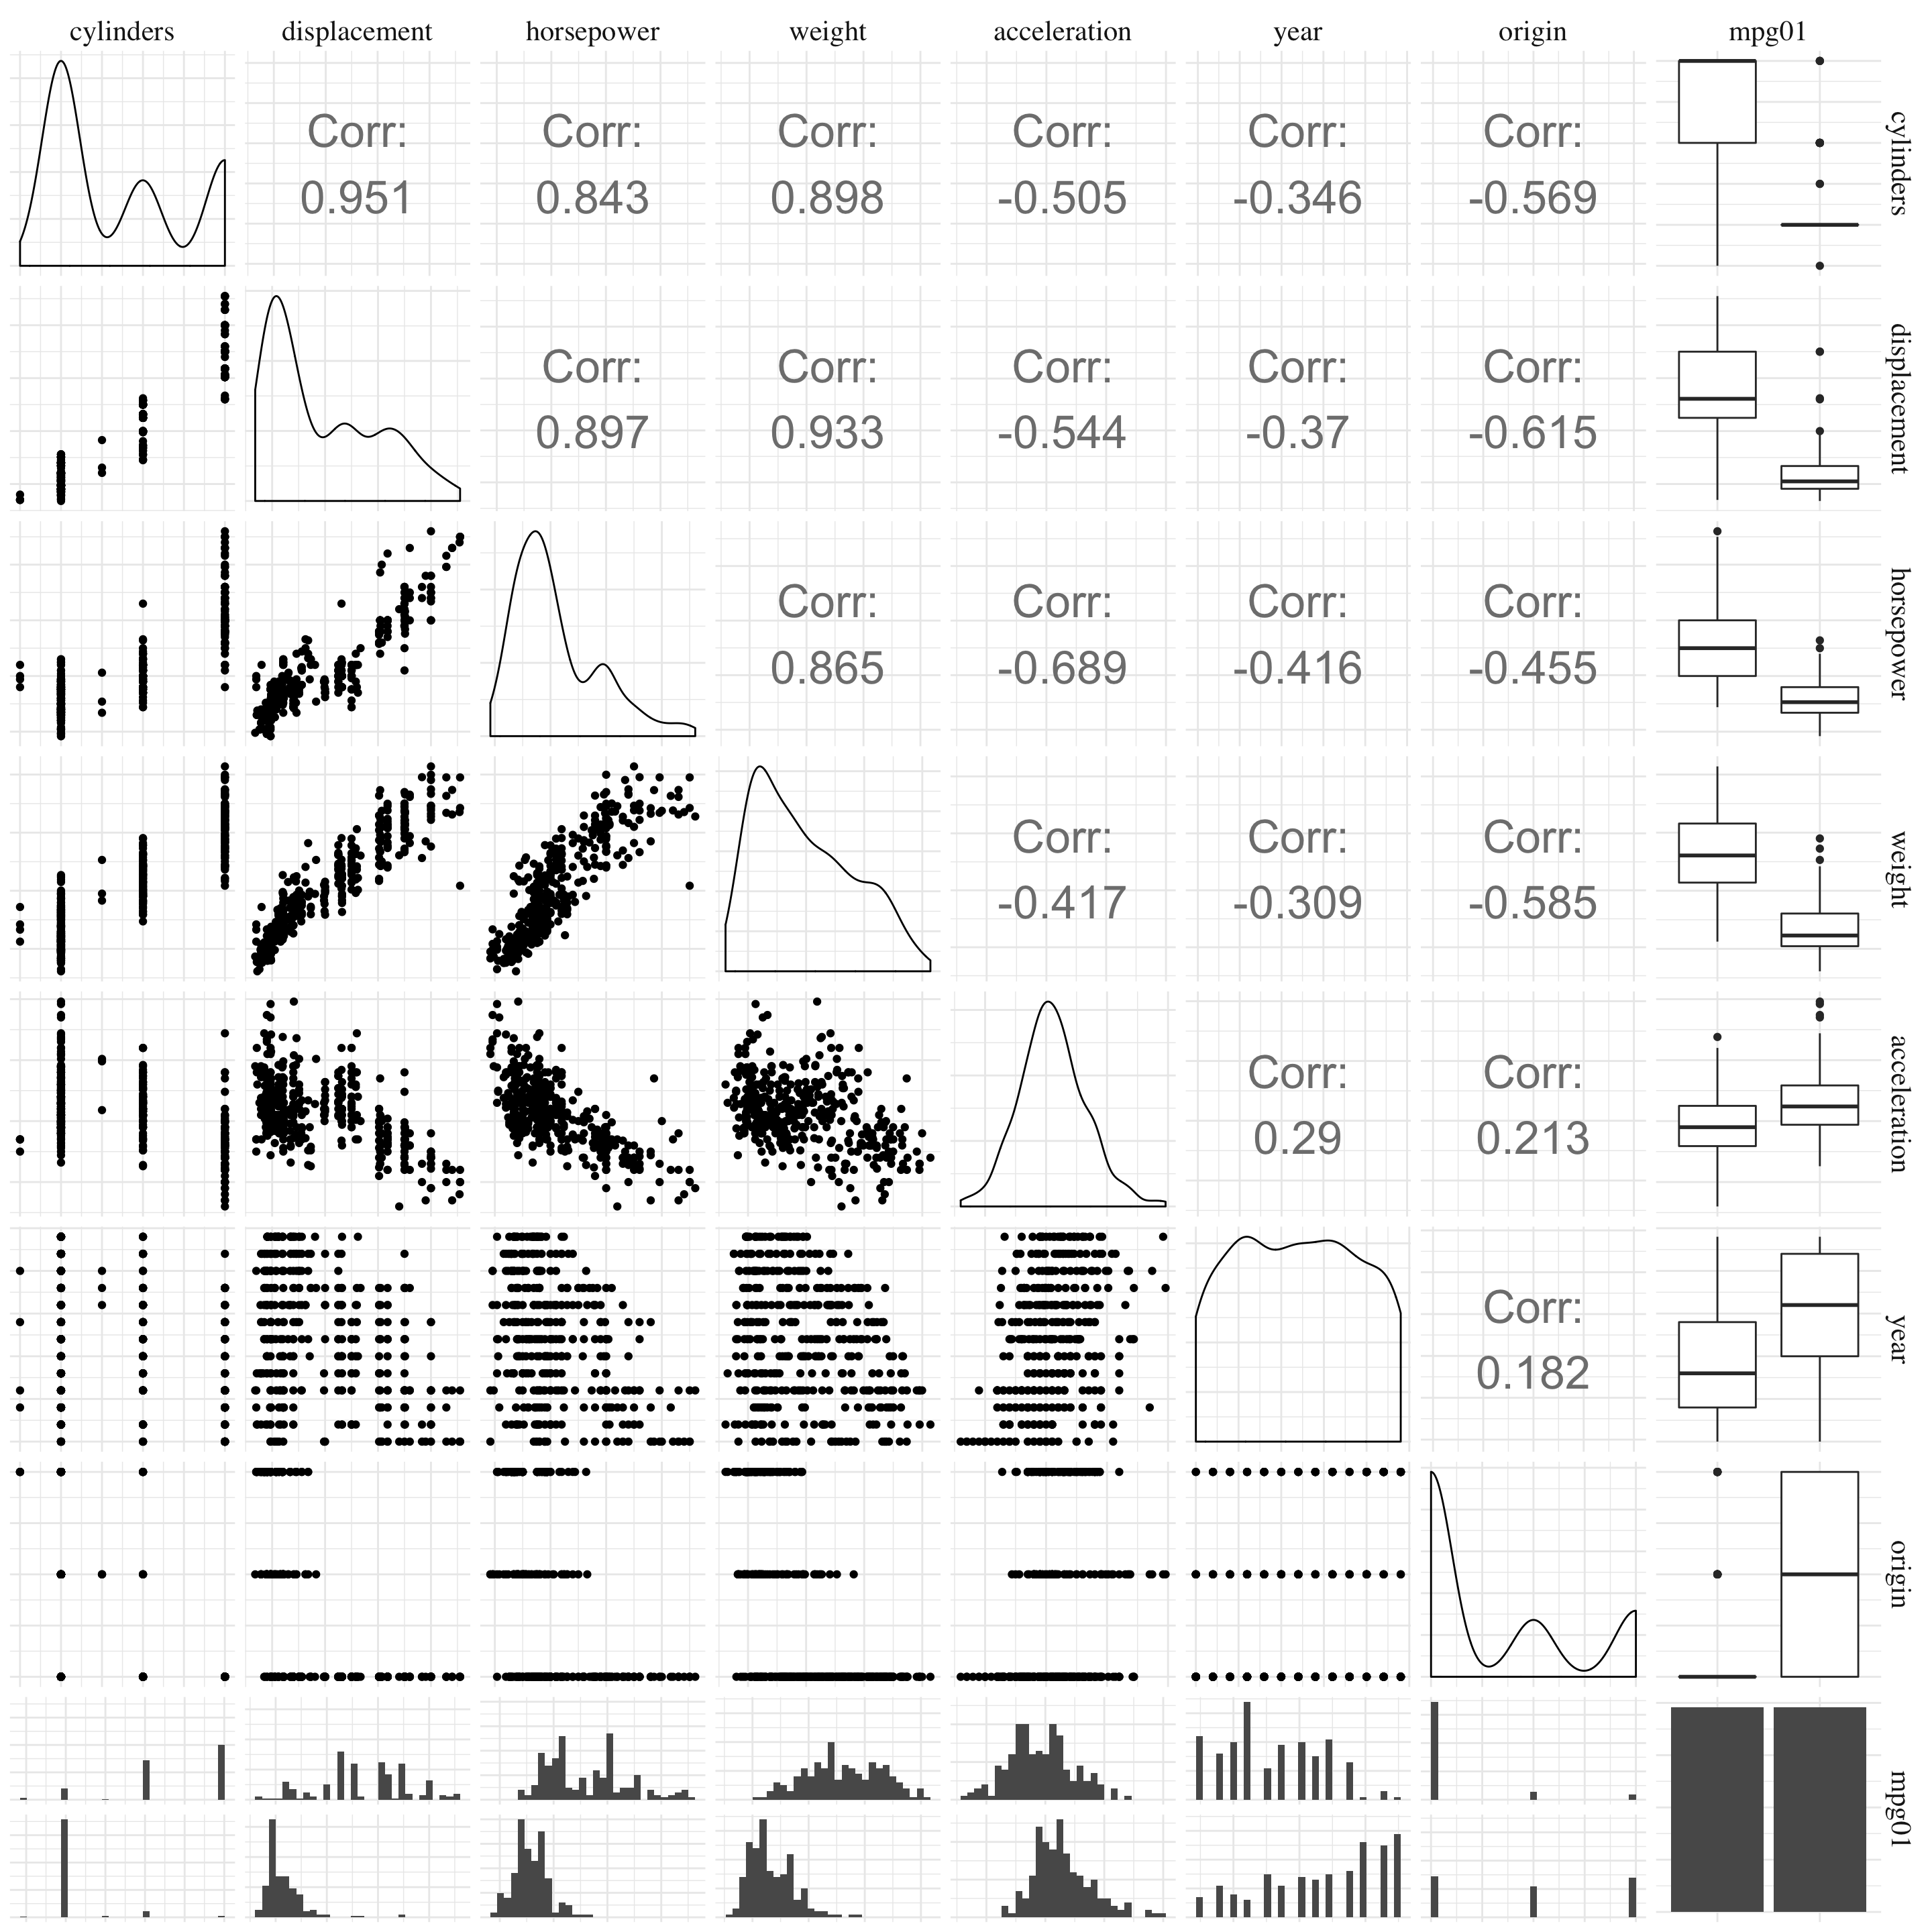 cylinders displacement horsepower weight acceleration year origin mpg01
Corr: Corr: Corr: Corr: Corr: Corr:
0.951 0.843 0.898 -0.505 -0.346 -0.569
cylinders
Corr: Corr: Corr: Corr: Corr:
0.897 0.933 -0.544 -0.37 -0.615
displacement
Corr: Corr: Corr: Corr:
0.865 -0.689 -0.416 -0.455
horsepower
Corr: Corr: Corr:
-0.417 -0.309 -0.585
weight
Corr: Corr:
0.29 0.213
acceleration
Corr:
0.182
year
origin
mpg01